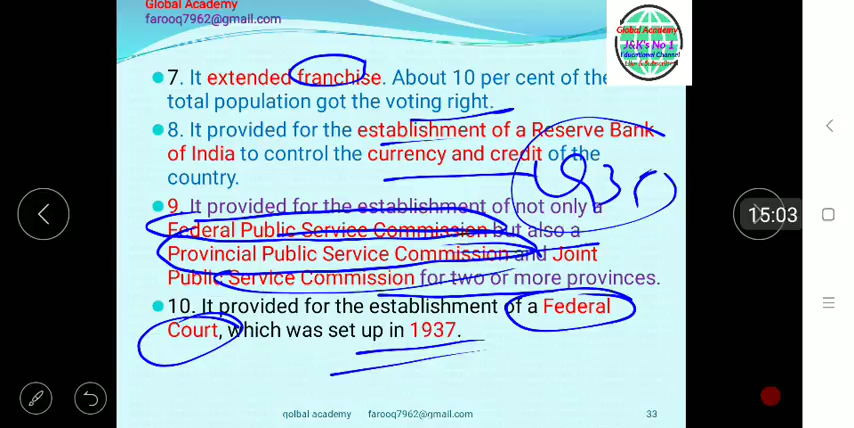 Global Academy
farooq7962@gmail.com
Global Academy
J&K's No 1
Educational Channel
7. It extended franchise. About 10 per cent of the
total population got the voting right.
8. It provided for the establishment of a Reserve Bank
of India to control the currency and credit of the
country.
9. It provided for the establishment of not only a
Federal Public Service Commission but also a
Provincial Public Service Commission and Joint
Public Service Commission for two or more provinces.
10. It provided for the establishment of a Federal
Court, which was set up in 1937.
15:03
golbal academy farooq7962@gmail.com 33